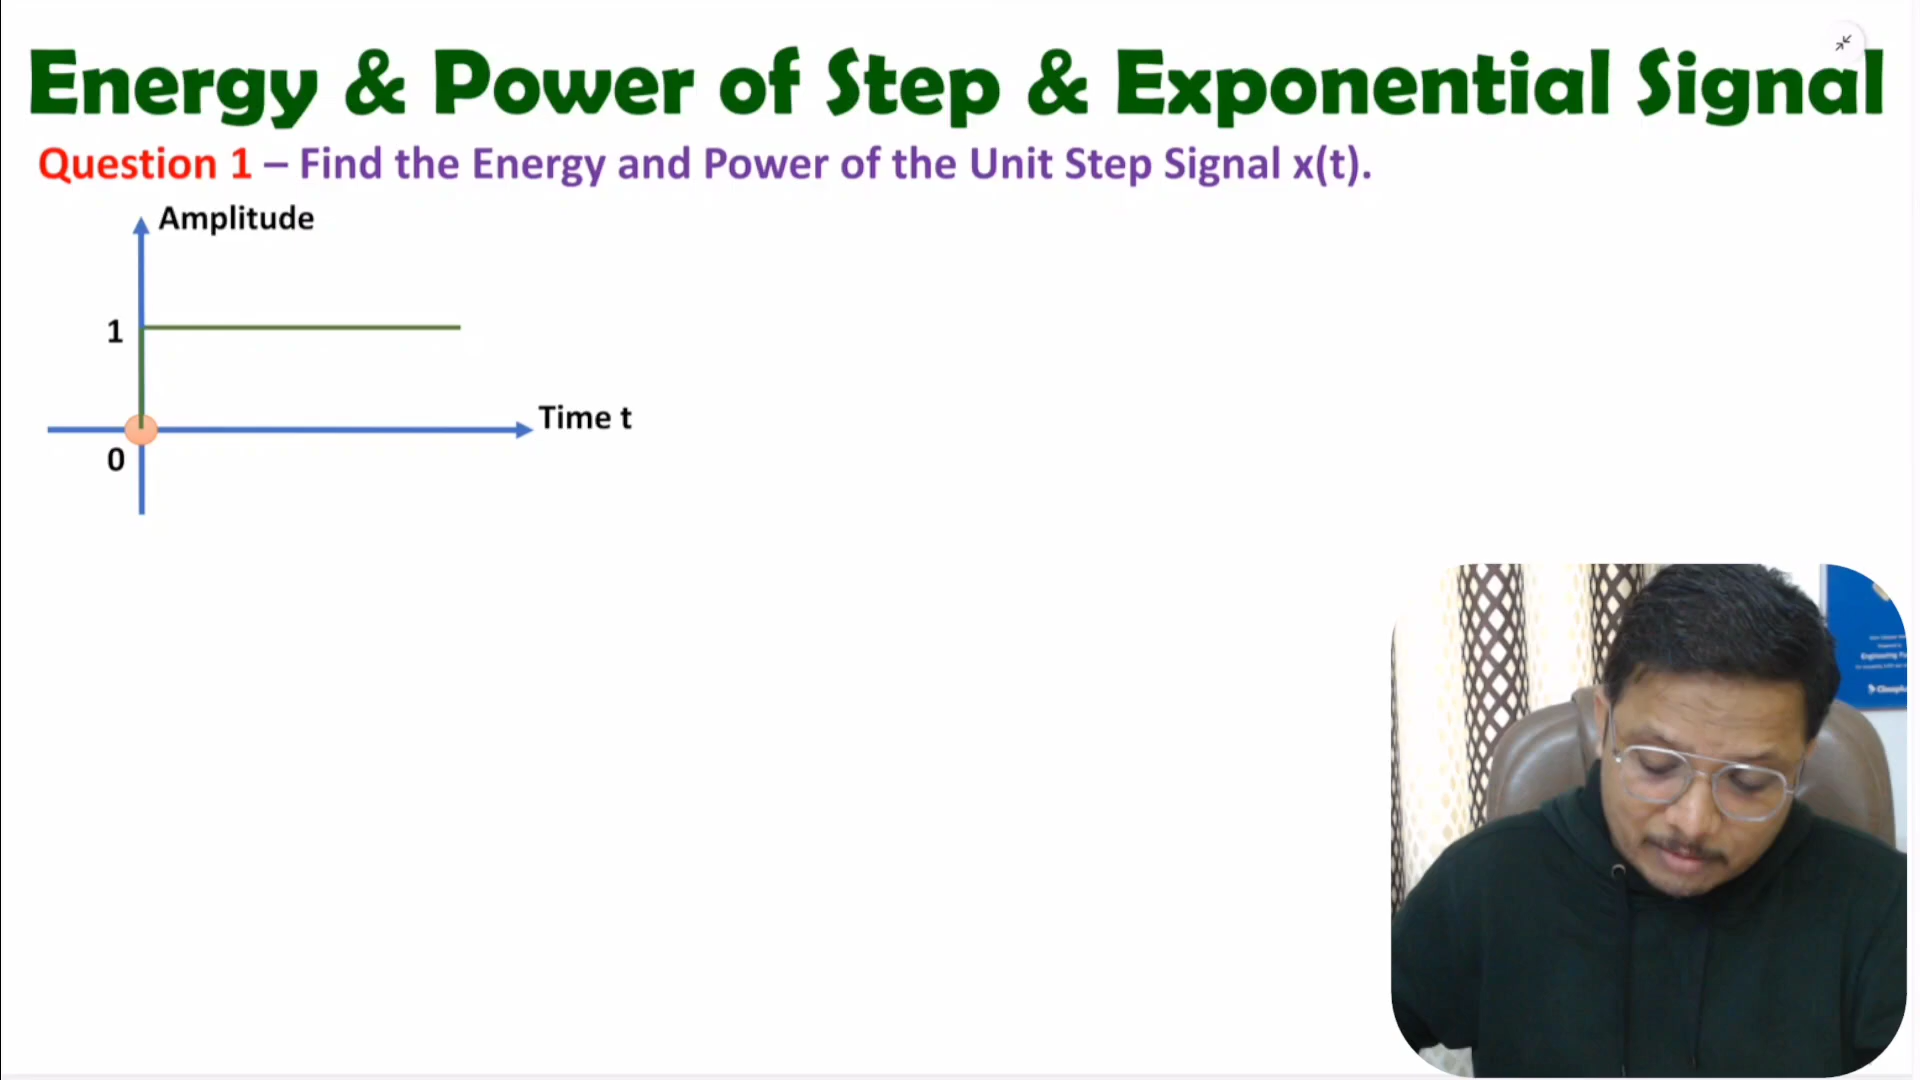 Energy & Power of Step & Exponential Signal
Question 1 – Find the Energy and Power of the Unit Step Signal x(t).
Amplitude
1
Time t
0